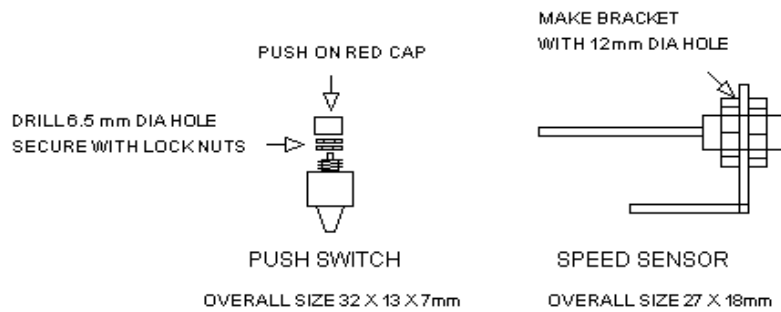 MAKE BRACKET
WITH 12mm DIA HOLE
PUSH ON RED CAP
DRILL 6.5 mm DIA HOLE
SECURE WITH LOCK NUTS
PUSH SWITCH
SPEED SENSOR
OVERALL SIZE 32 X 13 X 7mm
OVERALL SIZE 27 X 18mm